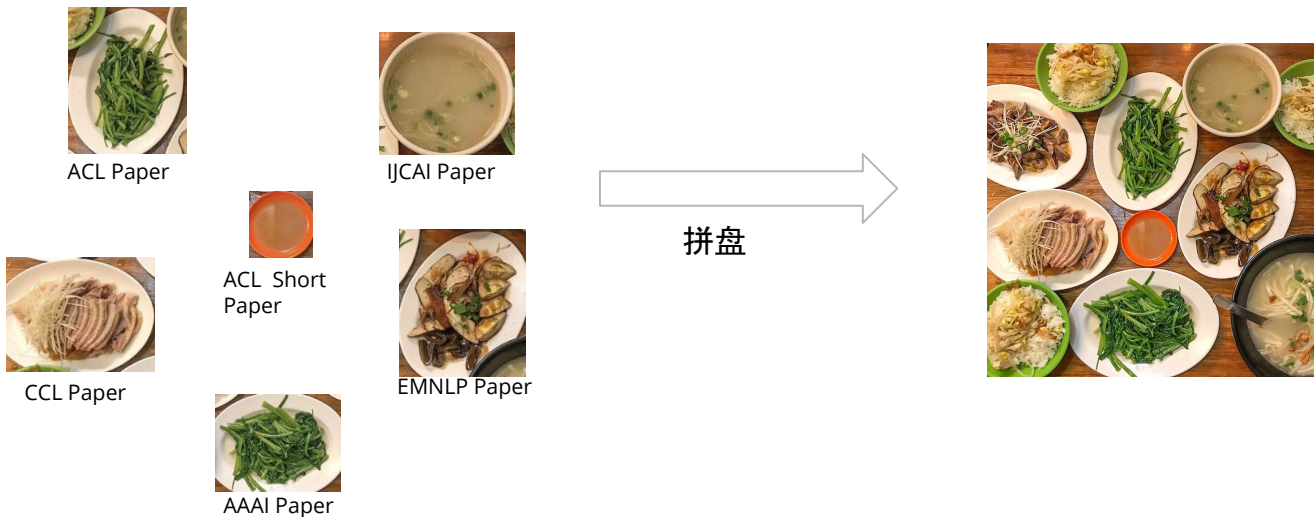 ACL Paper
IJCAI Paper
拼盘
ACL Short
Paper
CCL Paper
EMNLP Paper
AAAI Paper